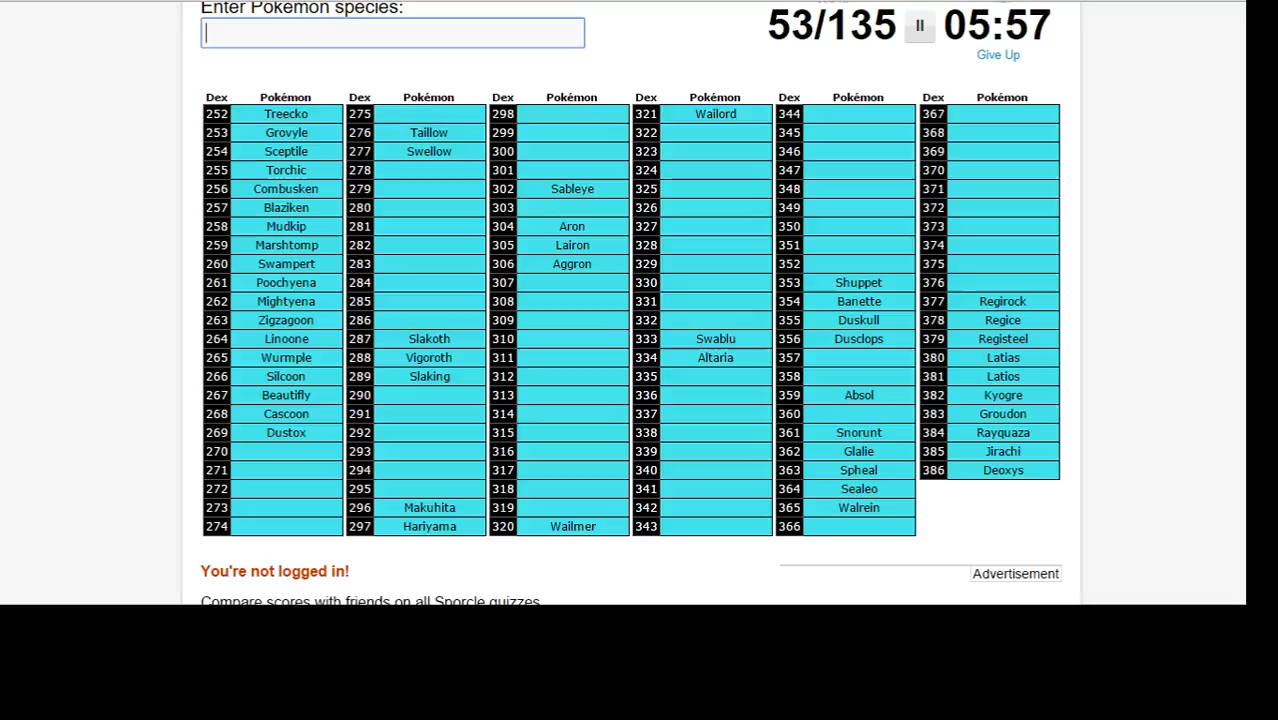 Enter Pokémon species:
53/135 05:57
Give Up
Dex Pokémon Dex Pokémon Dex Pokémon Dex Pokémon Dex Pokémon Dex Pokémon
252 Treecko 275 298 321 Wailord 344 367
253 Grovyle 276 Taillow 299 322 345 368
254 Sceptile 277 Swellow 300 323 346 369
255 Torchic 278 301 324 347 370
256 Combusken 279 302 Sableye 325 348 371
257 Blaziken 280 303 326 349 372
258 Mudkip 281 304 Aron 327 350 373
259 Marshtomp 282 305 Lairon 328 351 374
260 Swampert 283 306 Aggron 329 352 375
261 Poochyena 284 307 330 353 Shuppet 376
262 Mightyena 285 308 331 354 Banette 377 Regirock
263 Zigzagoon 286 309 332 355 Duskull 378 Regice
264 Linoone 287 Slakoth 310 333 Swablu 356 Dusclops 379 Registeel
265 Wurmple 288 Vigoroth 311 334 Altaria 357 380 Latias
266 Silcoon 289 Slaking 312 335 358 381 Latios
267 Beautifly 290 313 336 359 Absol 382 Kyogre
268 Cascoon 291 314 337 360 383 Groudon
269 Dustox 292 315 338 361 Snorunt 384 Rayquaza
270 293 316 339 362 Glalie 385 Jirachi
271 294 317 340 363 Spheal 386 Deoxys
272 295 318 341 364 Sealeo
273 296 Makuhita 319 342 365 Walrein
274 297 Hariyama 320 Wailmer 343 366
You're not logged in!
Advertisement
Compare scores with friends on all Sporcle quizzes.